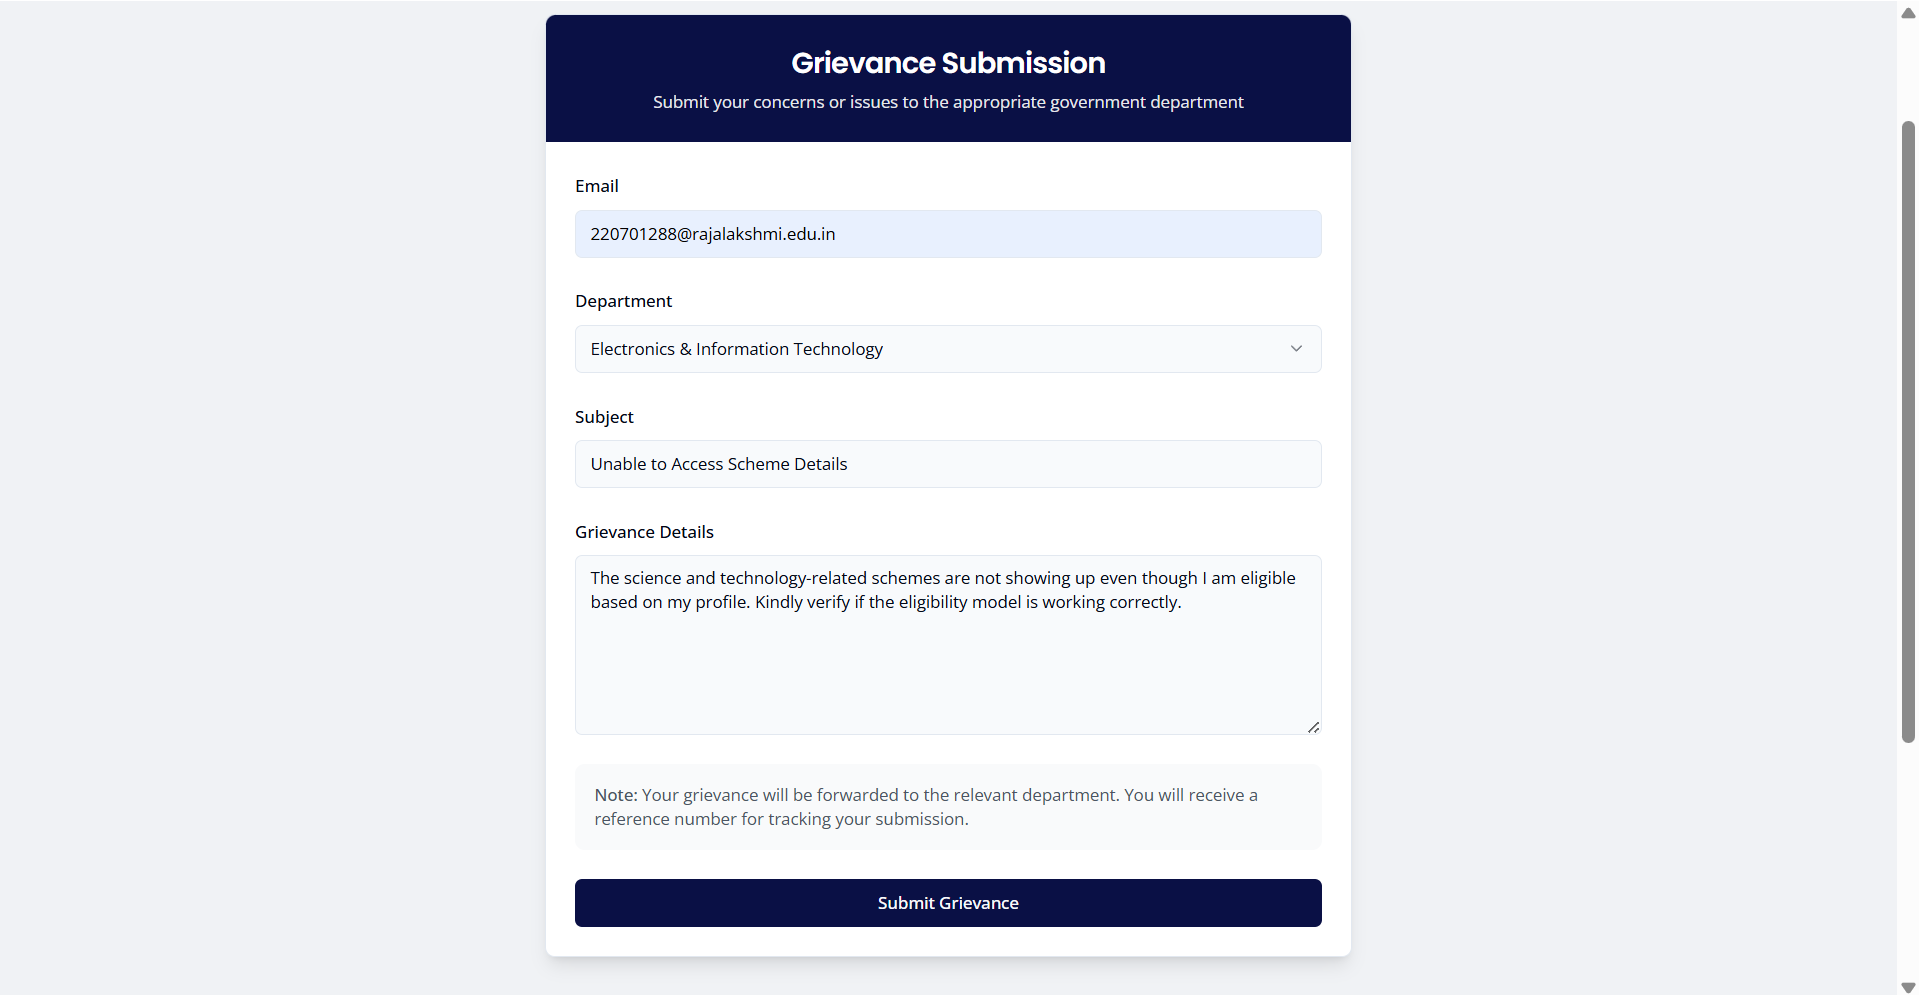 Grievance Submission
Submit your concerns or issues to the appropriate government department
Email
220701288@rajalakshmi.edu.in
Department
Electronics & Information Technology
Subject
Unable to Access Scheme Details
Grievance Details
The science and technology-related schemes are not showing up even though I am eligible
based on my profile. Kindly verify if the eligibility model is working correctly.
Note: Your grievance will be forwarded to the relevant department. You will receive a
reference number for tracking your submission.
Submit Grievance